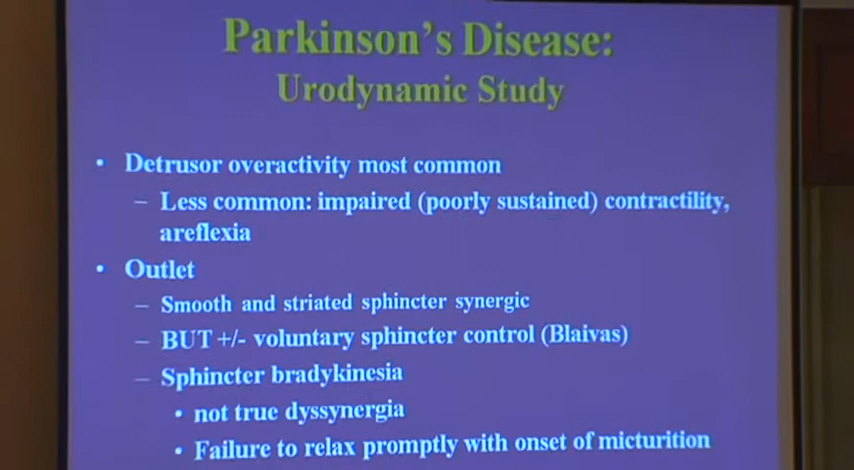 Parkinson's Disease:
Urodynamic Study
• Detrusor overactivity most common
– Less common: impaired (poorly sustained) contractility,
areflexia
• Outlet
– Smooth and striated sphincter synergic
– BUT +/- voluntary sphincter control (Blaivas)
– Sphincter bradykinesia
• not true dyssynergia
• Failure to relax promptly with onset of micturition